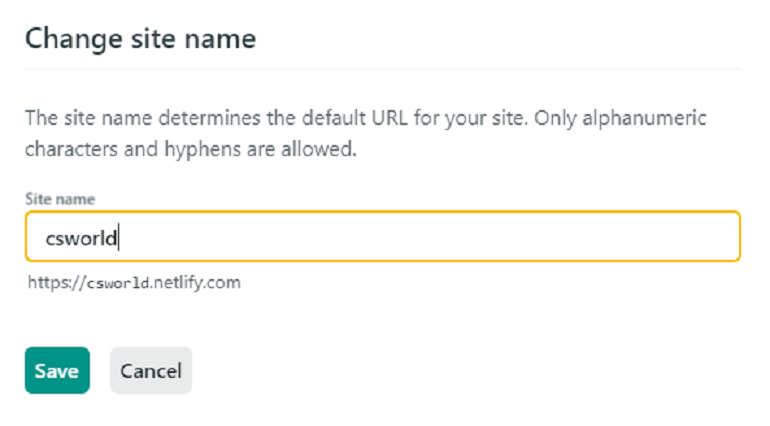 Change site name
The site name determines the default URL for your site. Only alphanumeric
characters and hyphens are allowed.
Site name
csworld
https://csworld.netlify.com
Save Cancel